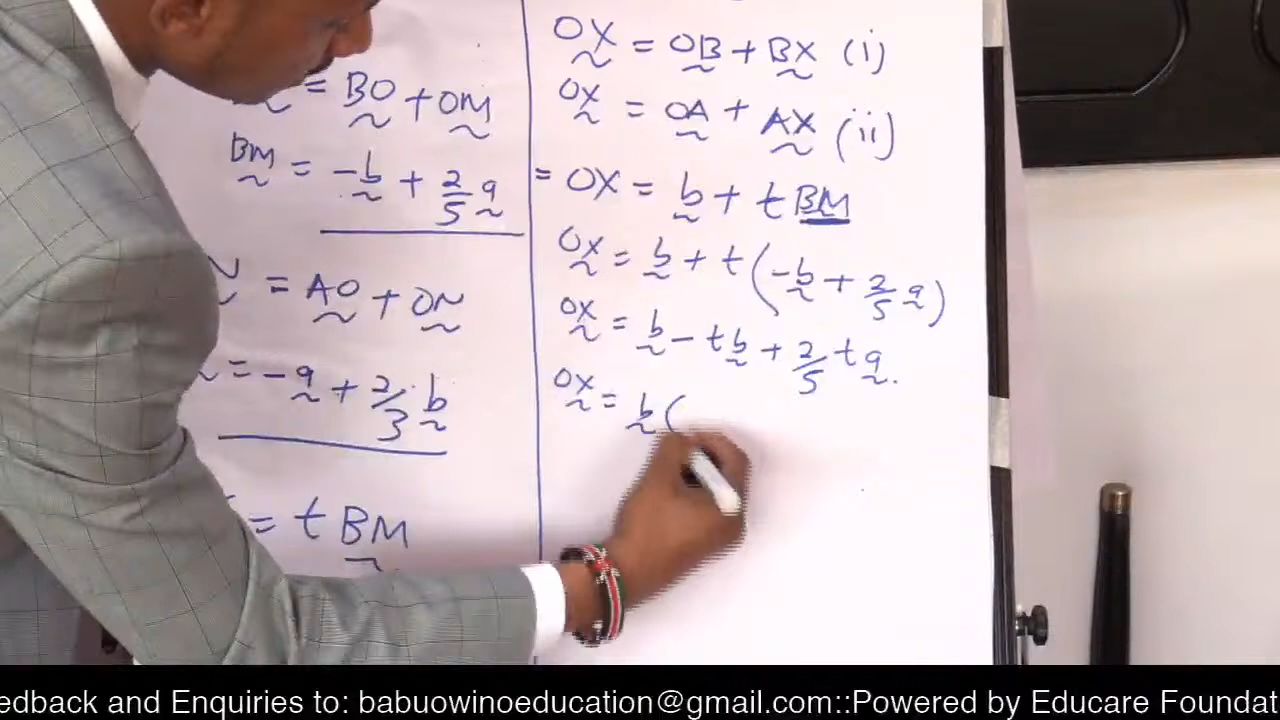 = BO + OM
BM = -b + 2/5 a
= AO + ON
= -a + 2/3 b
= t BM
OX = OB + BX (i)
OX = OA + AX (ii)
= OX = b + t BM
OX = b + t (-b + 2/5 a)
OX = b - tb + 2/5 t a.
OX = b (
edback and Enquiries to: babuowinoeducation@gmail.com::Powered by Educare Foundat